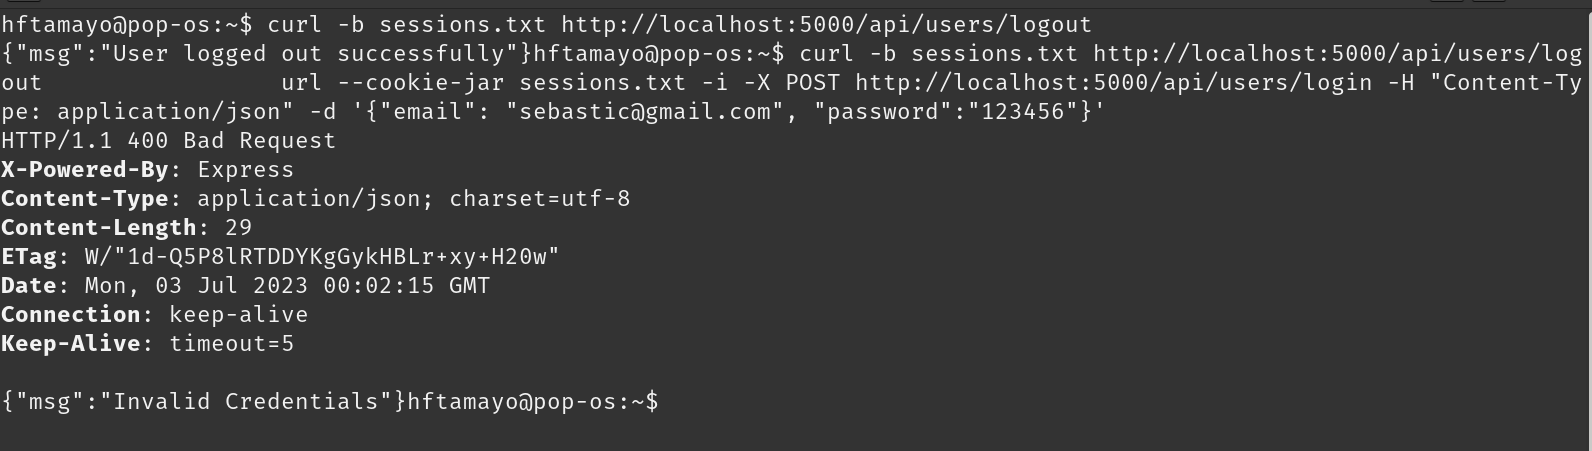 hftamayo@pop-os:~$ curl -b sessions.txt http://localhost:5000/api/users/logout
{"msg":"User logged out successfully"}hftamayo@pop-os:~$ curl -b sessions.txt http://localhost:5000/api/users/log
out                 url --cookie-jar sessions.txt -i -X POST http://localhost:5000/api/users/login -H "Content-Ty
pe: application/json" -d '{"email": "sebastic@gmail.com", "password":"123456"}'
HTTP/1.1 400 Bad Request
X-Powered-By: Express
Content-Type: application/json; charset=utf-8
Content-Length: 29
ETag: W/"1d-Q5P8lRTDDYKgGykHBLr+xy+H20w"
Date: Mon, 03 Jul 2023 00:02:15 GMT
Connection: keep-alive
Keep-Alive: timeout=5

{"msg":"Invalid Credentials"}hftamayo@pop-os:~$